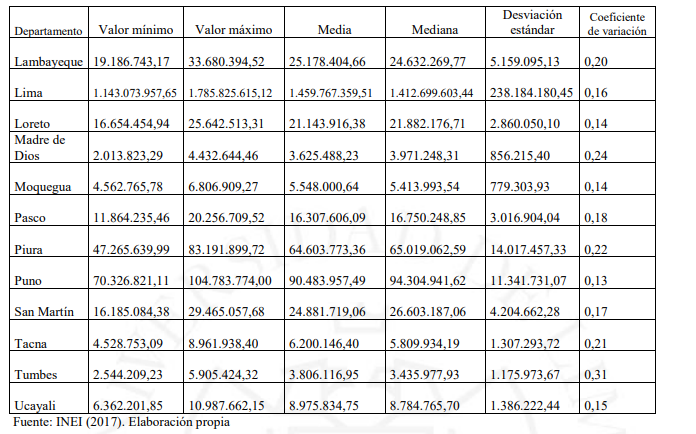 Departamento Valor mínimo Valor máximo Media Mediana Desviación estándar Coeficiente de variación
Lambayeque 19.186.743,17 33.680.394,52 25.178.404,66 24.632.269,77 5.159.095,13 0,20
Lima 1.143.073.957,65 1.785.825.615,12 1.459.767.359,51 1.412.699.603,44 238.184.180,45 0,16
Loreto 16.654.454,94 25.642.513,31 21.143.916,38 21.882.176,71 2.860.050,10 0,14
Madre de Dios 2.013.823,29 4.432.644,46 3.625.488,23 3.971.248,31 856.215,40 0,24
Moquegua 4.562.765,78 6.806.909,27 5.548.000,64 5.413.993,54 779.303,93 0,14
Pasco 11.864.235,46 20.256.709,52 16.307.606,09 16.750.248,85 3.016.904,04 0,18
Piura 47.265.639,99 83.191.899,72 64.603.773,36 65.019.062,59 14.017.457,33 0,22
Puno 70.326.821,11 104.783.774,00 90.483.957,49 94.304.941,62 11.341.731,07 0,13
San Martín 16.185.084,38 29.465.057,68 24.881.719,06 26.603.187,06 4.204.662,28 0,17
Tacna 4.528.753,09 8.961.938,40 6.200.146,40 5.809.934,19 1.307.293,72 0,21
Tumbes 2.544.209,23 5.905.424,32 3.806.116,95 3.435.977,93 1.175.973,67 0,31
Ucayali 6.362.201,85 10.987.662,15 8.975.834,75 8.784.765,70 1.386.222,44 0,15
Fuente: INEI (2017). Elaboración propia